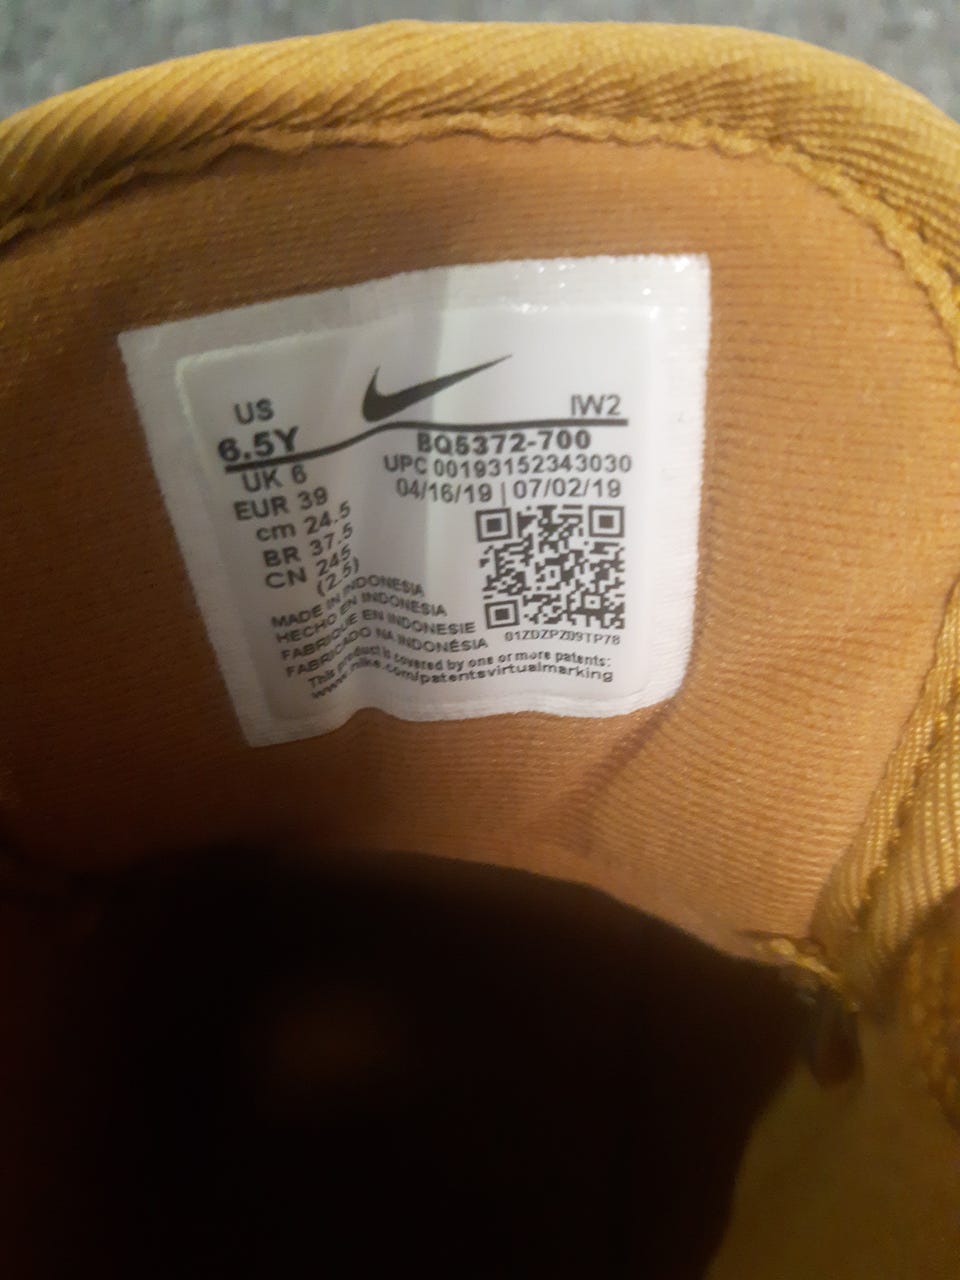 US
6.5Y
UK 6
EUR 39
cm 24.5
BR 37.5
CN 245
(2.5)
IW2
BQ5372-700
UPC 00193152343030
04/16/19 | 07/02/19
01ZDZPZ09TP78
MADE IN INDONESIA
HECHO EN INDONESIA
FABRIQUE EN INDONESIE
FABRICADO NA INDONÉSIA
This product is covered by one or more patents:
www.nike.com/patentsvirtualmarking